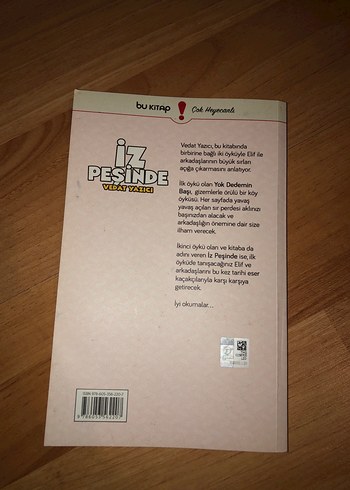 bu KİTAP ! Çok Heyecanlı
İZ
PEŞİNDE
VEDAT YAZICI
Vedat Yazıcı, bu kitabında
birbirine bağlı iki öyküyle Elif ile
arkadaşlarının büyük sırları
açığa çıkarmasını anlatıyor.
İlk öykü olan Yok Dedemin
Başı, gizemlerle örülü bir köy
öyküsü. Her sayfada yavaş
yavaş açılan sır perdesi aklınızı
başınızdan alacak ve
arkadaşlığın önemine dair size
ilham verecek.
İkinci öykü olan ve kitaba da
adını veren İz Peşinde ise, ilk
öyküde tanışacağınız Elif ve
arkadaşlarını bu kez tarihi eser
kaçakçılarıyla karşı karşıya
getirecek.
İyi okumalar...